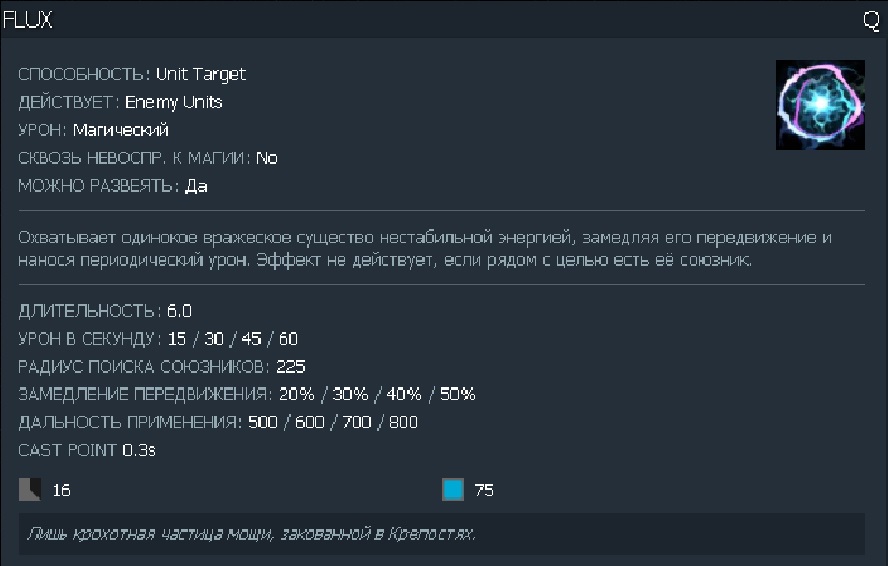 FLUX Q
СПОСОБНОСТЬ: Unit Target
ДЕЙСТВУЕТ: Enemy Units
УРОН: Магический
СКВОЗЬ НЕВОСПР. К МАГИИ: No
МОЖНО РАЗВЕЯТЬ: Да
Охватывает одинокое вражеское существо нестабильной энергией, замедляя его передвижение и
нанося периодический урон. Эффект не действует, если рядом с целью есть её союзник.
ДЛИТЕЛЬНОСТЬ: 6.0
УРОН В СЕКУНДУ: 15 / 30 / 45 / 60
РАДИУС ПОИСКА СОЮЗНИКОВ: 225
ЗАМЕДЛЕНИЕ ПЕРЕДВИЖЕНИЯ: 20% / 30% / 40% / 50%
ДАЛЬНОСТЬ ПРИМЕНЕНИЯ: 500 / 600 / 700 / 800
CAST POINT 0.3s
16 75
Лишь крохотная частица мощи, закованной в Крепостях.